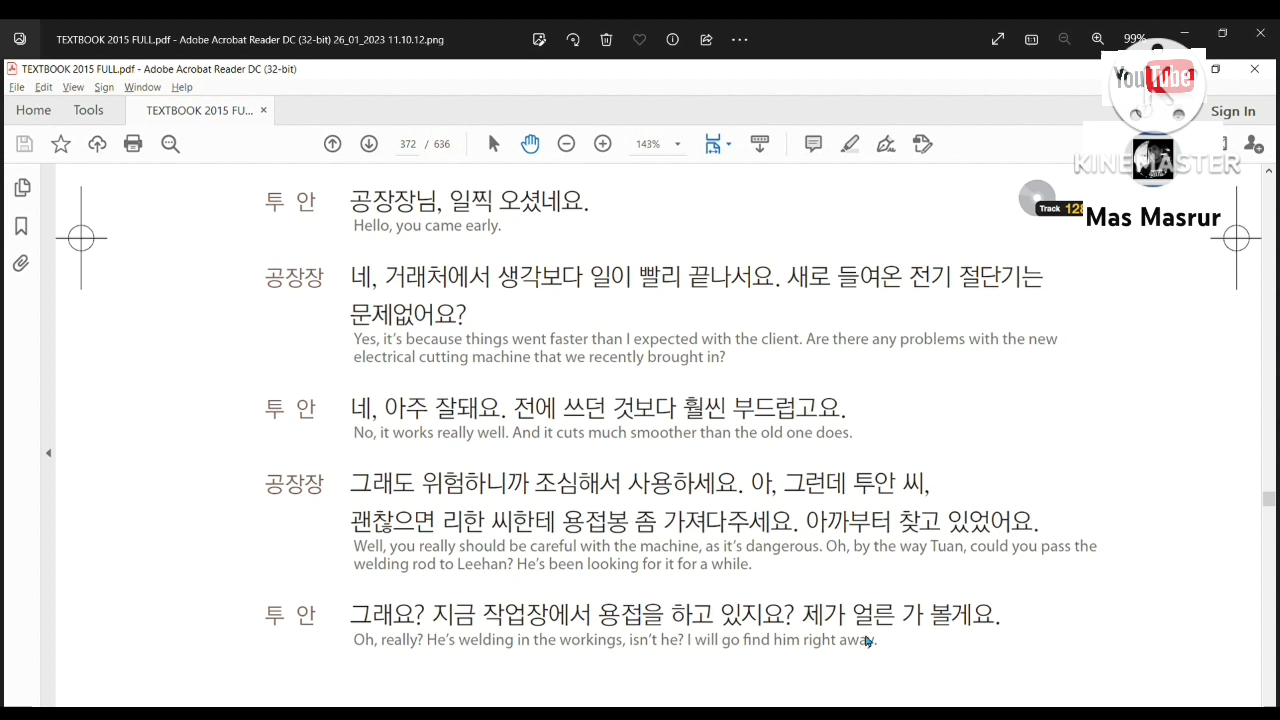 TEXTBOOK 2015 FULL.pdf - Adobe Acrobat Reader DC (32-bit) 26_01_2023 11.10.12.png
99%
TEXTBOOK 2015 FULL.pdf - Adobe Acrobat Reader DC (32-bit)
File Edit View Sign Window Help
YouTube
Home Tools TEXTBOOK 2015 FU... × Sign In
372 / 636 143%
KINEMASTER
투 안 공장장님, 일찍 오셨네요.
Hello, you came early.
Track 128
Mas Masrur
공장장 네, 거래처에서 생각보다 일이 빨리 끝나서요. 새로 들여온 전기 절단기는
문제없어요?
Yes, it's because things went faster than I expected with the client. Are there any problems with the new
electrical cutting machine that we recently brought in?
투 안 네, 아주 잘돼요. 전에 쓰던 것보다 훨씬 부드럽고요.
No, it works really well. And it cuts much smoother than the old one does.
공장장 그래도 위험하니까 조심해서 사용하세요. 아, 그런데 투안 씨,
괜찮으면 리한 씨한테 용접봉 좀 가져다주세요. 아까부터 찾고 있었어요.
Well, you really should be careful with the machine, as it's dangerous. Oh, by the way Tuan, could you pass the
welding rod to Leehan? He's been looking for it for a while.
투 안 그래요? 지금 작업장에서 용접을 하고 있지요? 제가 얼른 가 볼게요.
Oh, really? He's welding in the workings, isn't he? I will go find him right away.